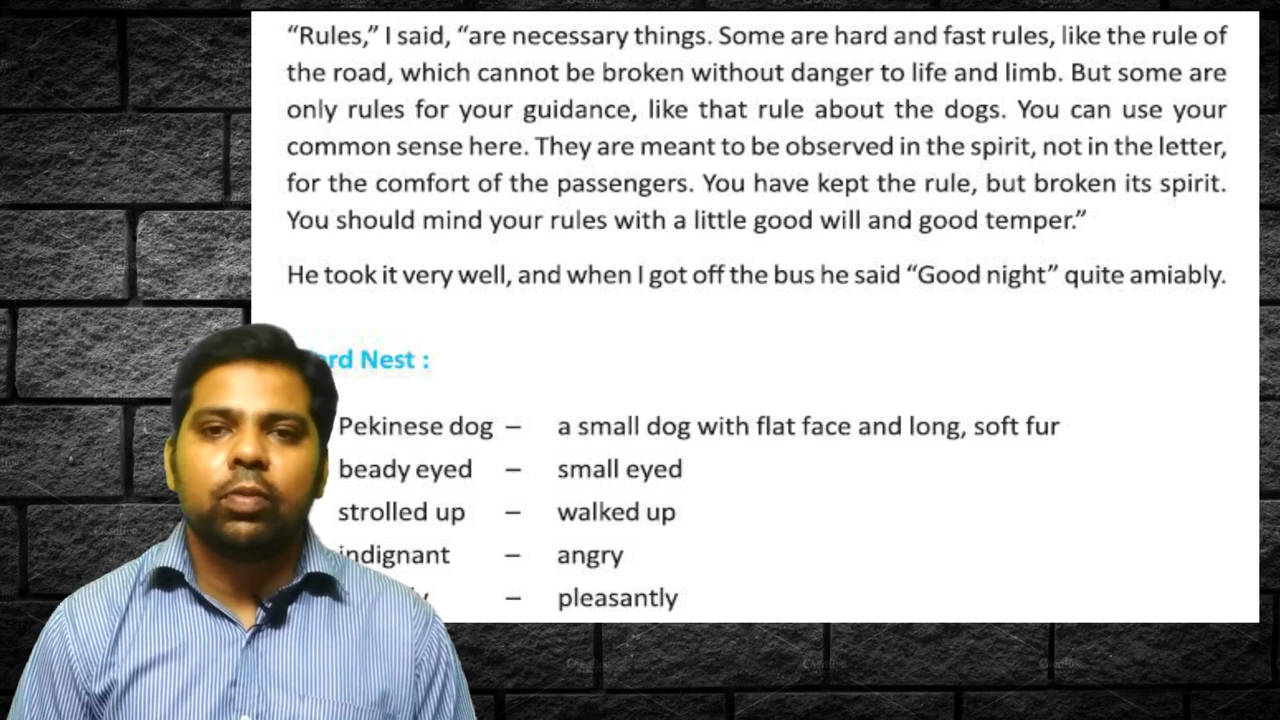 “Rules,” I said, “are necessary things. Some are hard and fast rules, like the rule of
the road, which cannot be broken without danger to life and limb. But some are
only rules for your guidance, like that rule about the dogs. You can use your
common sense here. They are meant to be observed in the spirit, not in the letter,
for the comfort of the passengers. You have kept the rule, but broken its spirit.
You should mind your rules with a little good will and good temper.”
He took it very well, and when I got off the bus he said “Good night” quite amiably.
Nest :
Pekinese dog – a small dog with flat face and long, soft fur
beady eyed – small eyed
strolled up – walked up
indignant – angry
– pleasantly